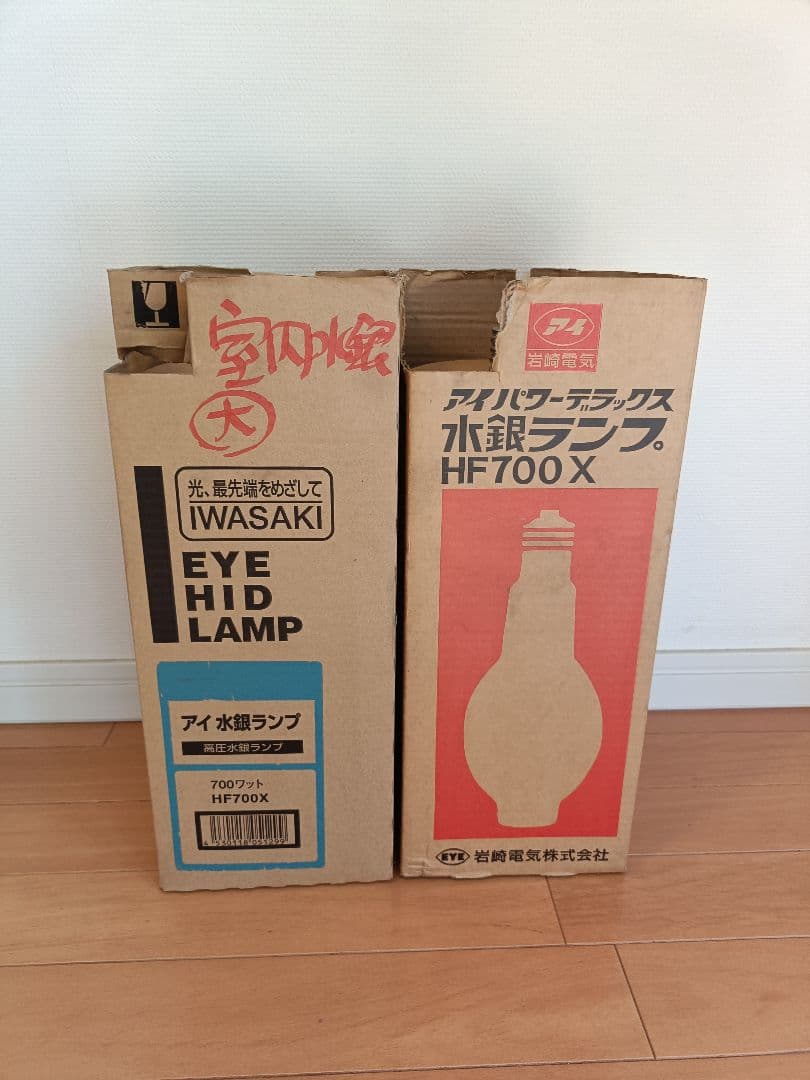 室内水銀
大
光、最先端をめざして
IWASAKI
EYE
HID
LAMP
アイ 水銀ランプ
高圧水銀ランプ
700ワット
HF700X
アイ
岩崎電気
アイパワーデラックス
水銀ランプ
HF700X
EYE 岩崎電気株式会社